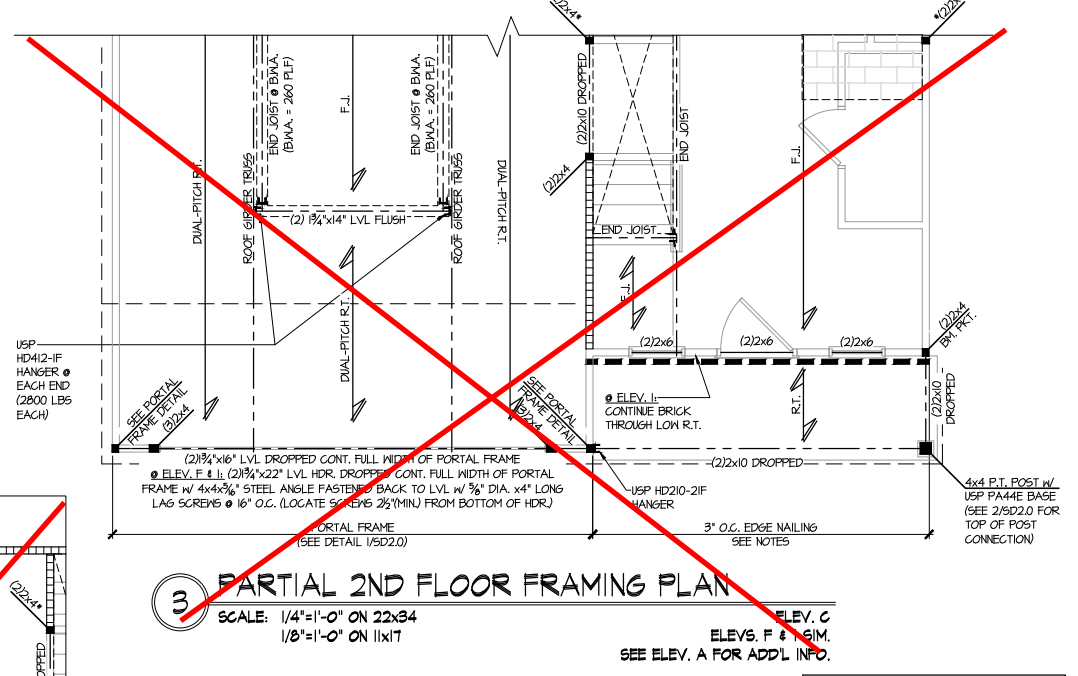 (2)2x4*
*(2)2x
DUAL-PITCH R.T.
ROOF GIRDER TRUSS
END JOIST @ B.W.A.
(B.W.A. = 260 PLF)
F.J.
END JOIST @ B.W.A.
(B.W.A. = 260 PLF)
ROOF GIRDER TRUSS
DUAL-PITCH R.T.
(2)2x10 DROPPED
END JOIST
F.J.
(2)2x4
(2) 1¾"x14" LVL FLUSH
END JOIST
F.J.
DUAL-PITCH R.T.
(2)2x4
BM. PKT.
(2)2x6
(2)2x6
(2)2x6
USP
HD412-IF
HANGER @
EACH END
(2800 LBS
EACH)
SEE PORTAL
FRAME DETAIL
(3)2x4
SEE PORTAL
FRAME DETAIL
(3)2x4
@ ELEV. I:
CONTINUE BRICK
THROUGH LOW R.T.
R.T.
(2)2x10
DROPPED
(2)1¾"x16" LVL DROPPED CONT. FULL WIDTH OF PORTAL FRAME
@ ELEV. F & I: (2)1¾"x22" LVL HDR. DROPPED CONT. FULL WIDTH OF PORTAL
FRAME W/ 4x4x5/16" STEEL ANGLE FASTENED BACK TO LVL W/ 5/16" DIA. x4" LONG
LAG SCREWS @ 16" O.C. (LOCATE SCREWS 2½"(MIN.) FROM BOTTOM OF HDR.)
(2)2x10 DROPPED
USP HD210-2IF
HANGER
4x4 P.T. POST W/
USP PA44E BASE
(SEE 2/SD2.0 FOR
TOP OF POST
CONNECTION)
PORTAL FRAME
(SEE DETAIL 1/SD2.0)
3" O.C. EDGE NAILING
SEE NOTES
(2)2x4*
OPPED
3
PARTIAL 2ND FLOOR FRAMING PLAN
SCALE: 1/4"=1'-0" ON 22x34
1/8"=1'-0" ON 11x17
ELEV. C
ELEVS. F & I SIM.
SEE ELEV. A FOR ADD'L INFO.